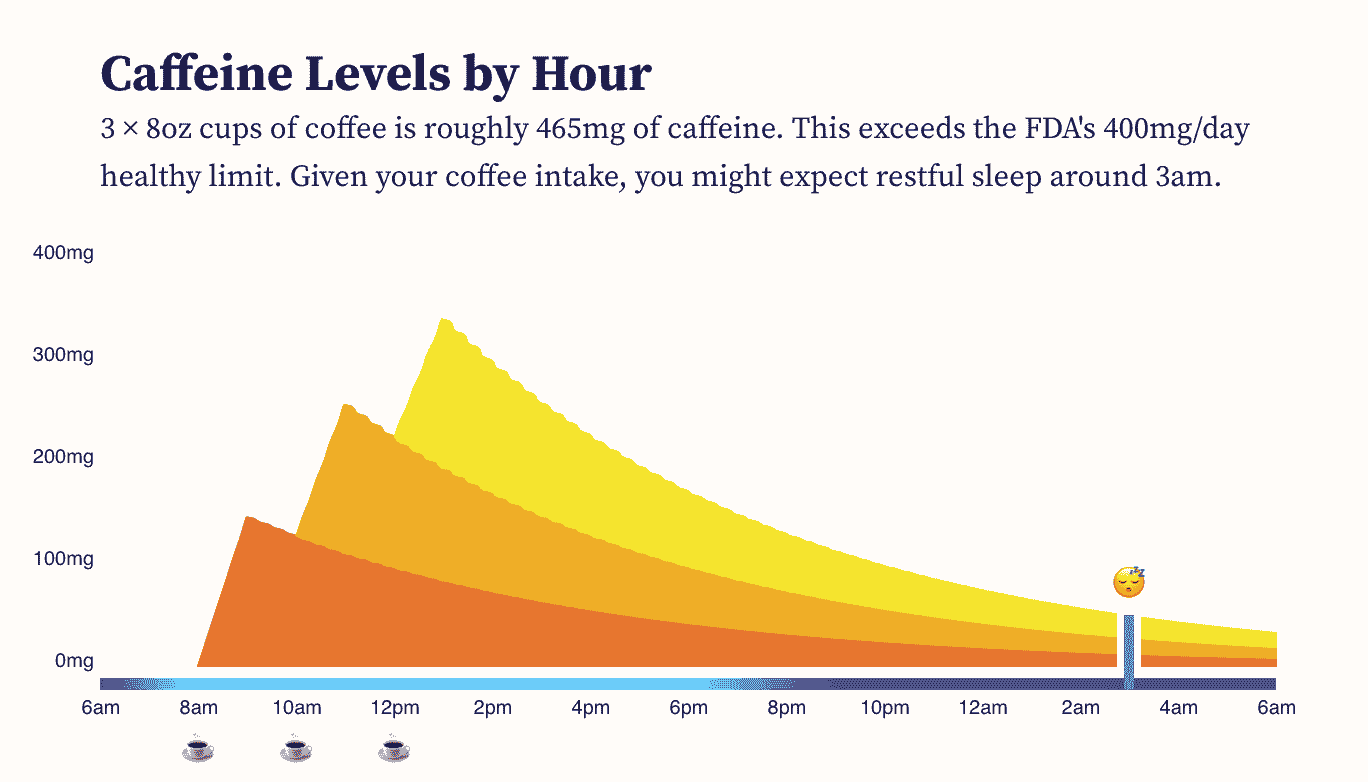 Caffeine Levels by Hour
3 × 8oz cups of coffee is roughly 465mg of caffeine. This exceeds the FDA's 400mg/day
healthy limit. Given your coffee intake, you might expect restful sleep around 3am.
400mg
300mg
200mg
100mg
0mg
6am 8am 10am 12pm 2pm 4pm 6pm 8pm 10pm 12am 2am 4am 6am